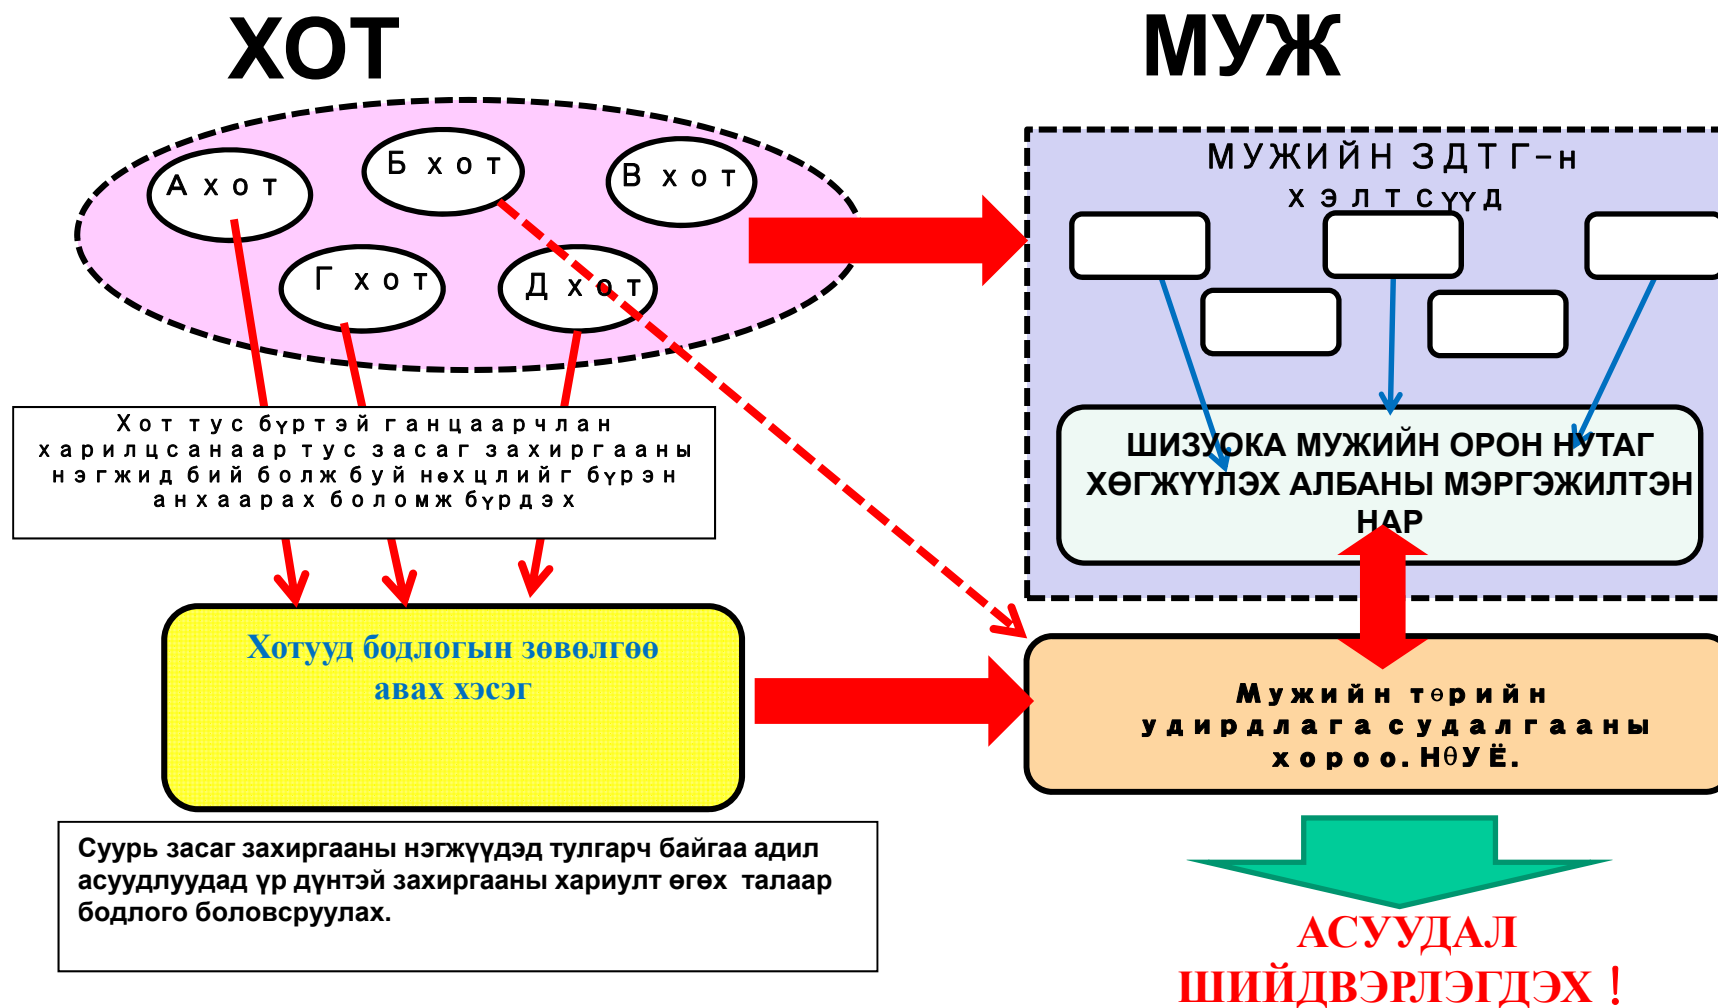 ХОТ
МУЖ
А хот
Б хот
В хот
Г хот
Д хот
МУЖИЙН ЗДТГ-н
хэлтсүүд
Хот тус бүртэй ганцаарчлан
харилцсанаар тус засаг захиргааны
нэгжид бий болж буй нөхцлийг бүрэн
анхаарах боломж бүрдэх
ШИЗУОКА МУЖИЙН ОРОН НУТАГ
ХӨГЖҮҮЛЭХ АЛБАНЫ МЭРГЭЖИЛТЭН
НАР
Хотууд бодлогын зөвөлгөө
авах хэсэг
Мужийн төрийн
удирдлага судалгааны
хороо. НӨУЁ.
Суурь засаг захиргааны нэгжүүдэд тулгарч байгаа адил
асуудлуудад үр дүнтэй захиргааны хариулт өгөх талаар
бодлого боловсруулах.
АСУУДАЛ
ШИЙДВЭРЛЭГДЭХ！